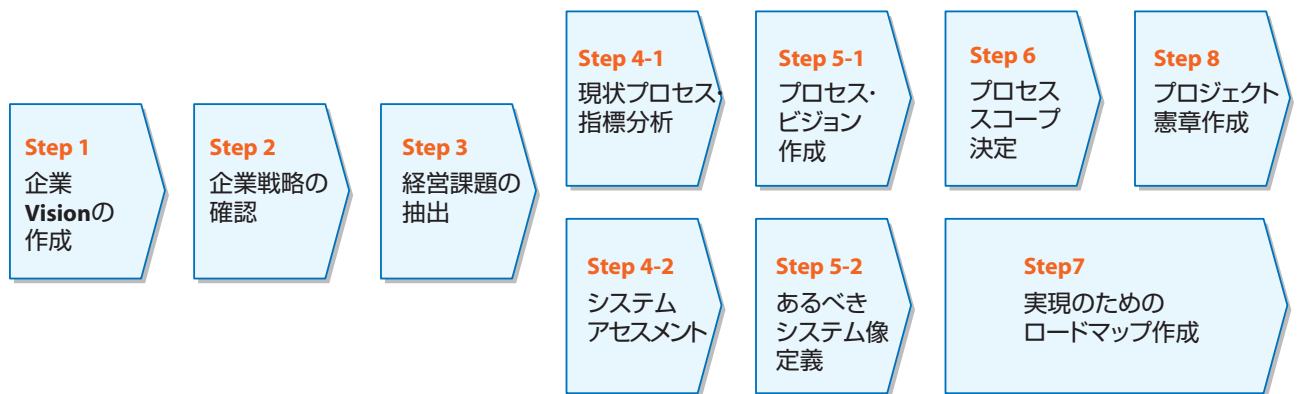 Step 1
企業
Visionの
作成
Step 2
企業戦略の
確認
Step 3
経営課題の
抽出
Step 4-1
現状プロセス・
指標分析
Step 5-1
プロセス・
ビジョン
作成
Step 6
プロセス
スコープ
決定
Step 8
プロジェクト
憲章作成
Step 4-2
システム
アセスメント
Step 5-2
あるべき
システム像
定義
Step7
実現のための
ロードマップ作成